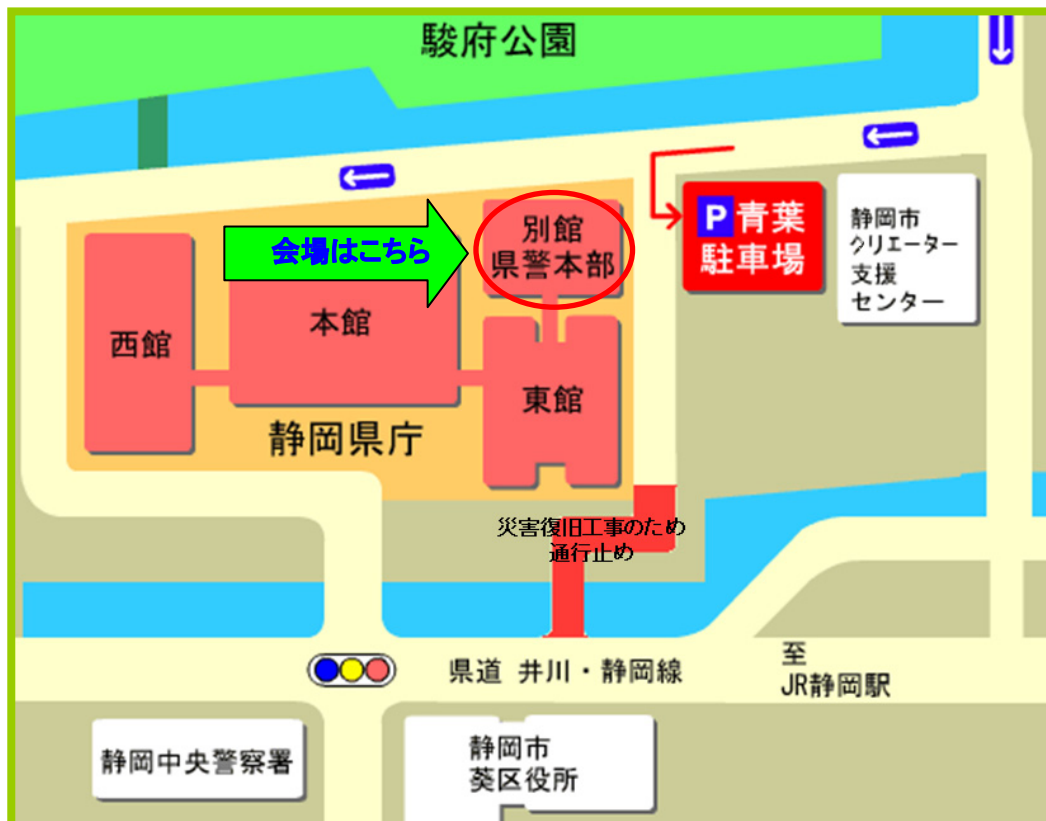 駿府公園
P青葉
駐車場
静岡市
クリエーター
支援
センター
別館
県警本部
会場はこちら
本館
西館
東館
静岡県庁
災害復旧工事のため
通行止め
県道 井川・静岡線
至
JR静岡駅
静岡中央警察署
静岡市
葵区役所